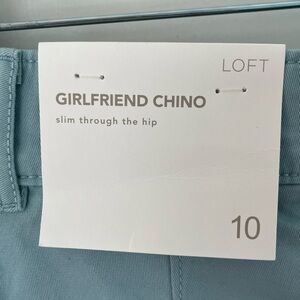 LOFT
GIRLFRIEND CHINO
slim through the hip
10